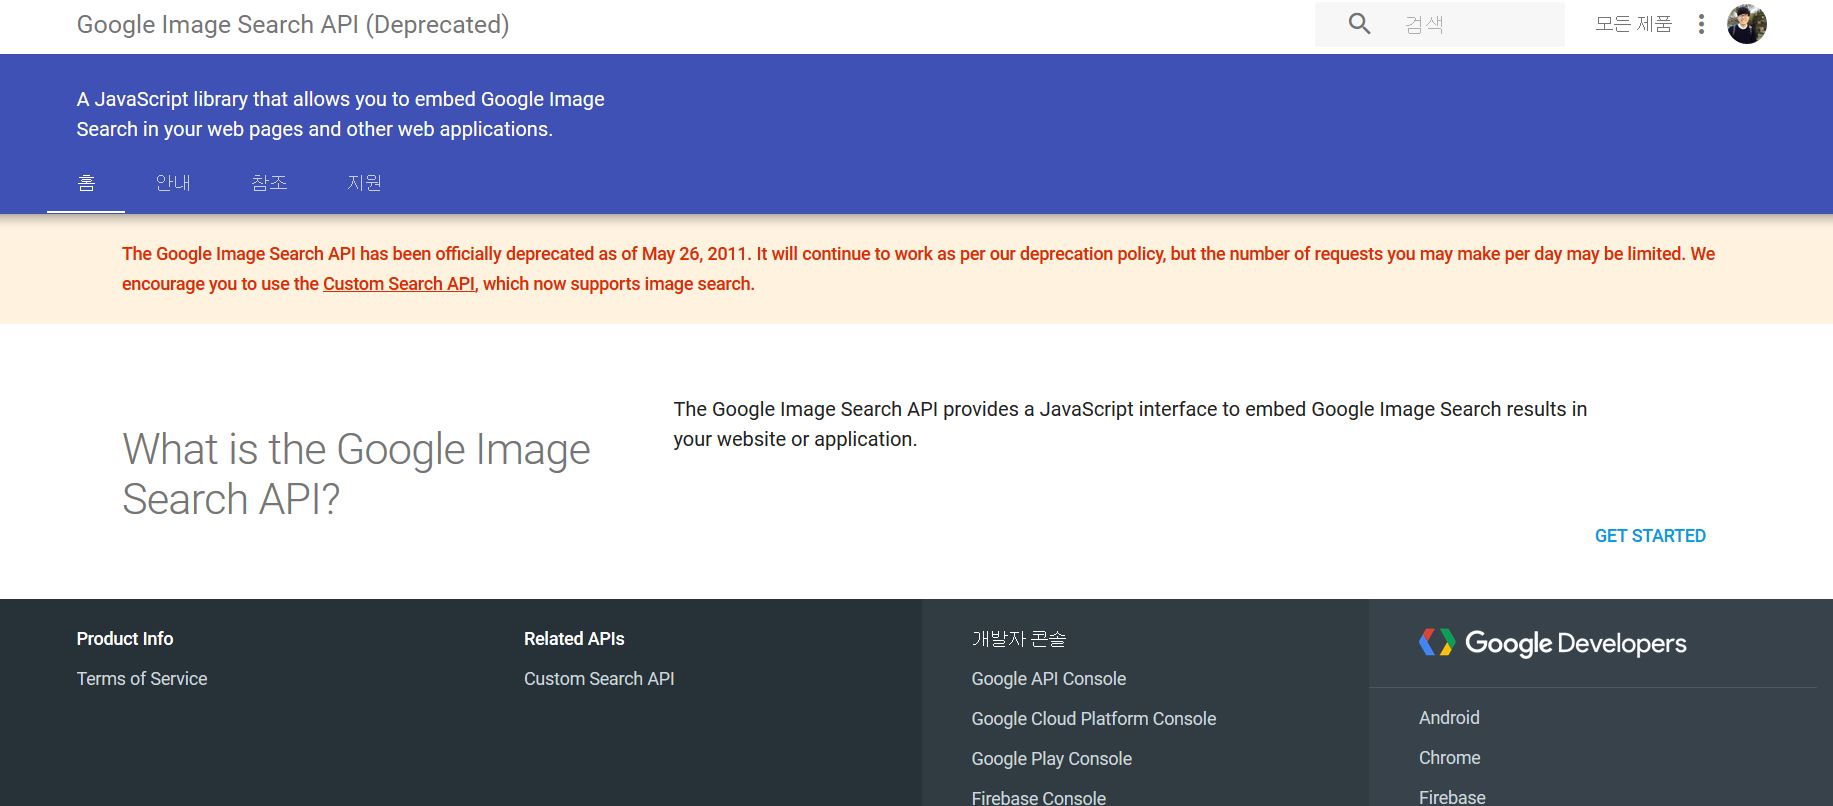 Google Image Search API (Deprecated)
검색
모든 제품
A JavaScript library that allows you to embed Google Image
Search in your web pages and other web applications.
홈
안내
참조
지원
The Google Image Search API has been officially deprecated as of May 26, 2011. It will continue to work as per our deprecation policy, but the number of requests you may make per day may be limited. We
encourage you to use the Custom Search API, which now supports image search.
What is the Google Image
Search API?
The Google Image Search API provides a JavaScript interface to embed Google Image Search results in
your website or application.
GET STARTED
Product Info
Terms of Service
Related APIs
Custom Search API
개발자 콘솔
Google API Console
Google Cloud Platform Console
Google Play Console
Firebase Console
Google Developers
Android
Chrome
Firebase